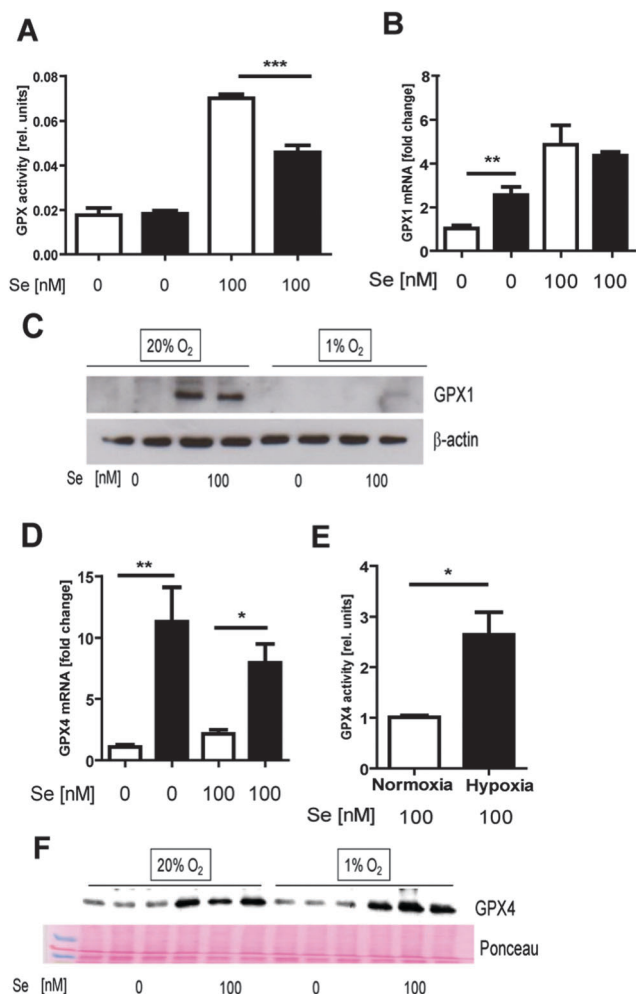 A
GPX activity [rel. units]
0.08
0.06
0.04
0.02
0.00
***
Se [nM]
0
0
100
100
B
GPX1 mRNA [fold change]
8
6
4
2
0
**
Se [nM]
0
0
100
100
C
20% O₂
1% O₂
GPX1
β-actin
Se [nM] 0 100 0 100
D
GPX4 mRNA [fold change]
15
10
5
0
**
*
Se [nM]
0
0
100
100
E
GPX4 activity [rel. units]
4
3
2
1
0
*
Normoxia Hypoxia
Se [nM]
100
100
F
20% O₂
1% O₂
GPX4
Ponceau
Se [nM] 0 100 0 100